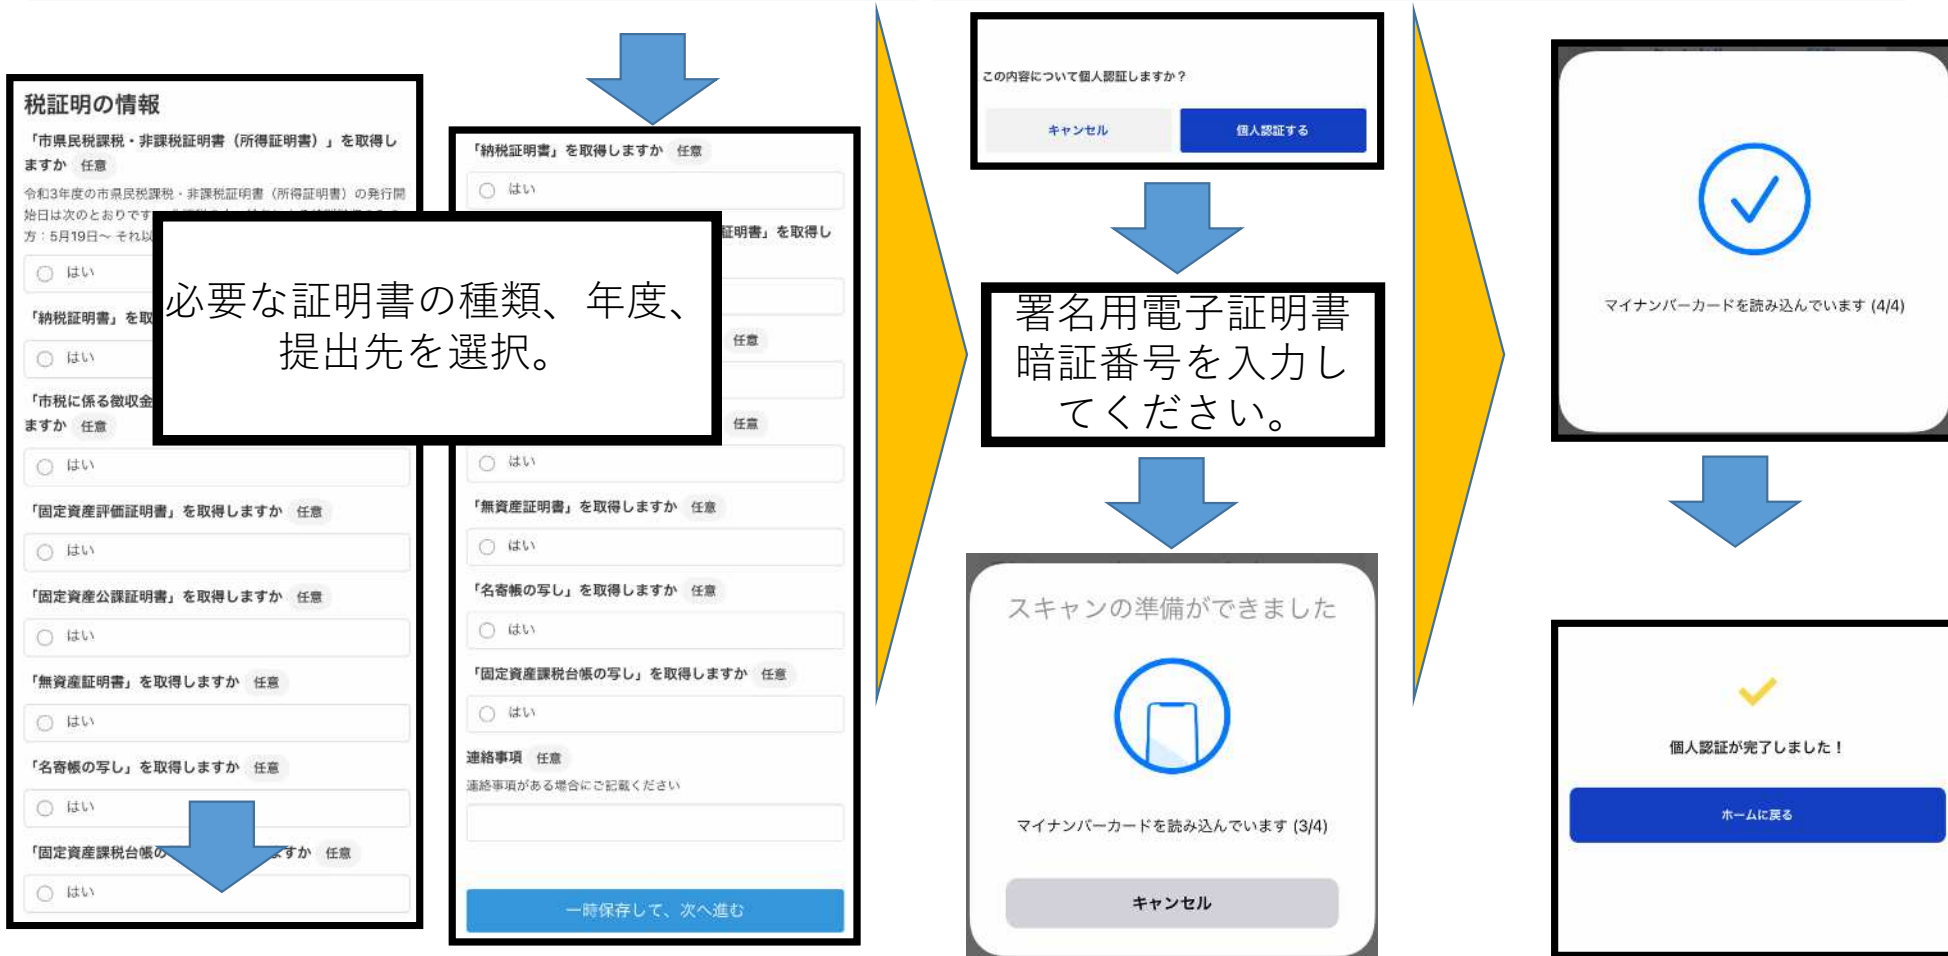 税証明の情報
「市県民税課税・非課税証明書（所得証明書）」を取得し
ますか 任意
令和3年度の市県民税課税・非課税証明書（所得証明書）の発行開
始日は次のとおりです
方：5月19日～ それ以
はい
「納税証明書」を取
はい
「市税に係る徴収金
ますか 任意
はい
「固定資産評価証明書」を取得しますか 任意
はい
「固定資産公課証明書」を取得しますか 任意
はい
「無資産証明書」を取得しますか 任意
はい
「名寄帳の写し」を取得しますか 任意
はい
「固定資産課税台帳の すか 任意
はい
必要な証明書の種類、年度、
提出先を選択。
「納税証明書」を取得しますか 任意
はい
証明書」を取得し
任意
任意
はい
「無資産証明書」を取得しますか 任意
はい
「名寄帳の写し」を取得しますか 任意
はい
「固定資産課税台帳の写し」を取得しますか 任意
はい
連絡事項 任意
連絡事項がある場合にご記載ください
一時保存して、次へ進む
この内容について個人認証しますか？
キャンセル 個人認証する
署名用電子証明書
暗証番号を入力し
てください。
スキャンの準備ができました
マイナンバーカードを読み込んでいます (3/4)
キャンセル
マイナンバーカードを読み込んでいます (4/4)
個人認証が完了しました！
ホームに戻る